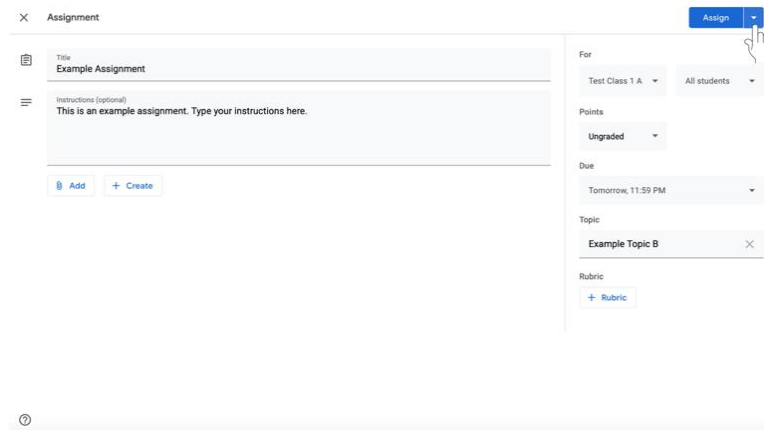 Assignment
Assign
Title
Example Assignment
Instructions (optional)
This is an example assignment. Type your instructions here.
Add
+ Create
For
Test Class 1 A
All students
Points
Ungraded
Due
Tomorrow, 11:59 PM
Topic
Example Topic B
Rubric
+ Rubric